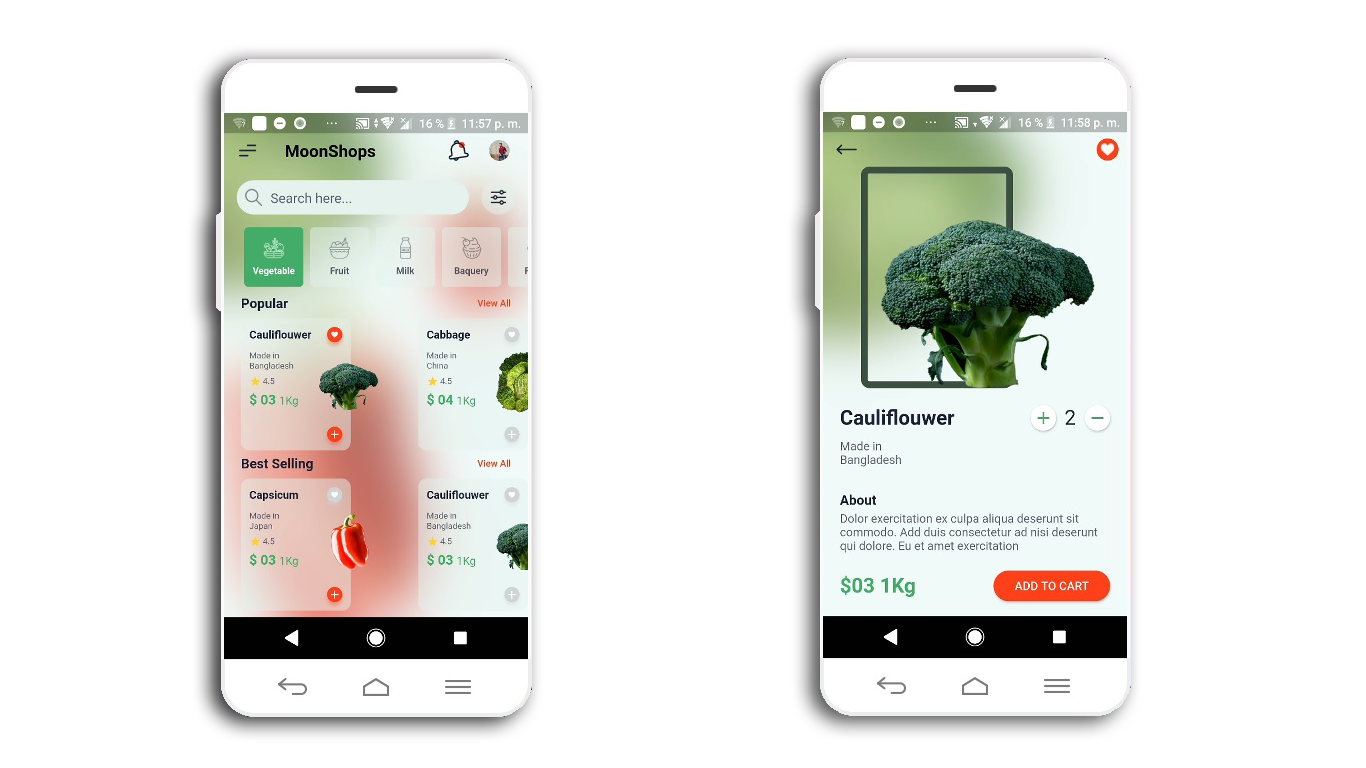 16 % 11:57 p. m.
MoonShops
Search here...
Vegetable Fruit Milk Baquery F
Popular View All
Cauliflouwer
Made in
Bangladesh
4.5
$ 03 1Kg
Cabbage
Made in
China
4.5
$ 04 1Kg
Best Selling View All
Capsicum
Made in
Japan
4.5
$ 03 1Kg
Cauliflouwer
Made in
Bangladesh
4.5
$ 03 1Kg
16 % 11:58 p. m.
Cauliflouwer + 2 −
Made in
Bangladesh
About
Dolor exercitation ex culpa aliqua deserunt sit
commodo. Add duis consectetur ad nisi deserunt
qui dolore. Eu et amet exercitation
$03 1Kg ADD TO CART